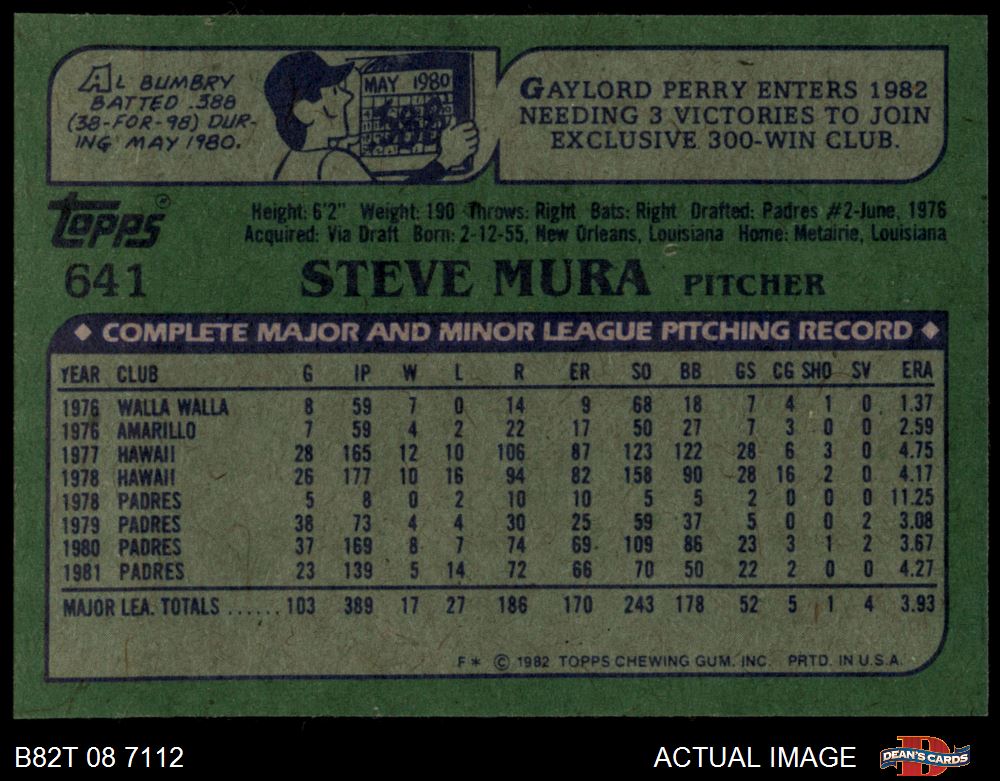 AL BUMBRY
BATTED .388
(38-FOR-98) DUR-
ING MAY 1980.
MAY 1980
.388
GAYLORD PERRY ENTERS 1982
NEEDING 3 VICTORIES TO JOIN
EXCLUSIVE 300-WIN CLUB.
TOPPS®
Height: 6'2" Weight: 190 Throws: Right Bats: Right Drafted: Padres #2-June, 1976
Acquired: Via Draft Born: 2-12-55, New Orleans, Louisiana Home: Metairie, Louisiana
641 STEVE MURA PITCHER
◆ COMPLETE MAJOR AND MINOR LEAGUE PITCHING RECORD ◆
YEAR CLUB G IP W L R ER SO BB GS CG SHO SV ERA
1976 WALLA WALLA 8 59 7 0 14 9 68 18 7 4 1 0 1.37
1976 AMARILLO 7 59 4 2 22 17 50 27 7 3 0 0 2.59
1977 HAWAII 28 165 12 10 106 87 123 122 28 6 3 0 4.75
1978 HAWAII 26 177 10 16 94 82 158 90 28 16 2 0 4.17
1978 PADRES 5 8 0 2 10 10 5 5 2 0 0 0 11.25
1979 PADRES 38 73 4 4 30 25 59 37 5 0 0 2 3.08
1980 PADRES 37 169 8 7 74 69 109 86 23 3 1 2 3.67
1981 PADRES 23 139 5 14 72 66 70 50 22 2 0 0 4.27
MAJOR LEA. TOTALS ...... 103 389 17 27 186 170 243 178 52 5 1 4 3.93
F* © 1982 TOPPS CHEWING GUM, INC. PRTD. IN U.S.A.
B82T 08 7112 ACTUAL IMAGE DEAN'S CARDS